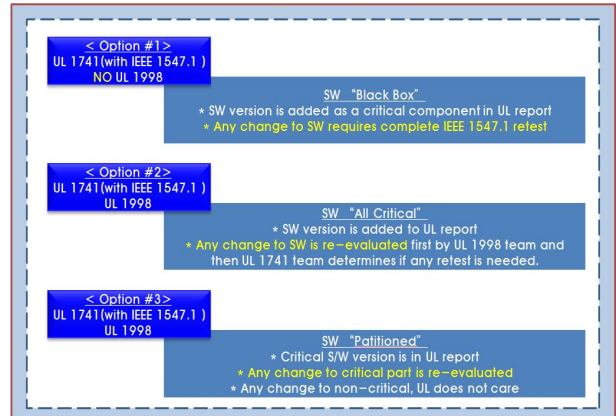 < Option #1>
UL 1741(with IEEE 1547.1 )
NO UL 1998
SW "Black Box"
* SW version is added as a critical component in UL report
* Any change to SW requires complete IEEE 1547.1 retest
< Option #2>
UL 1741(with IEEE 1547.1 )
UL 1998
SW "All Critical"
* SW version is added to UL report
* Any change to SW is re-evaluated first by UL 1998 team and
then UL 1741 team determines if any retest is needed.
< Option #3>
UL 1741(with IEEE 1547.1 )
UL 1998
SW "Patitioned"
* Critical S/W version is in UL report
* Any change to critical part is re-evaluated
* Any change to non-critical, UL does not care